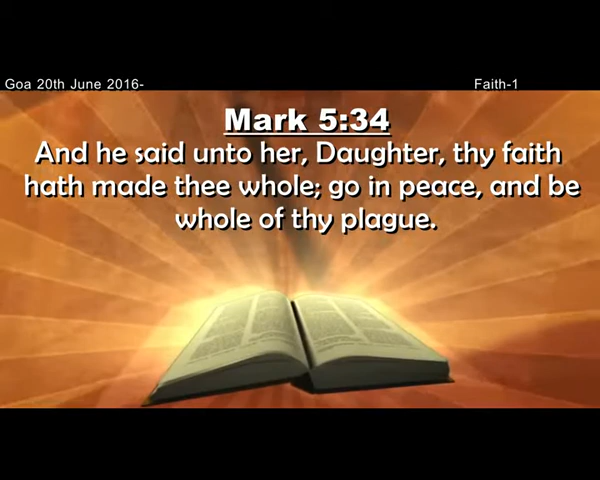 Goa 20th June 2016-
Faith-1
Mark 5:34
And he said unto her, Daughter, thy faith
hath made thee whole; go in peace, and be
whole of thy plague.